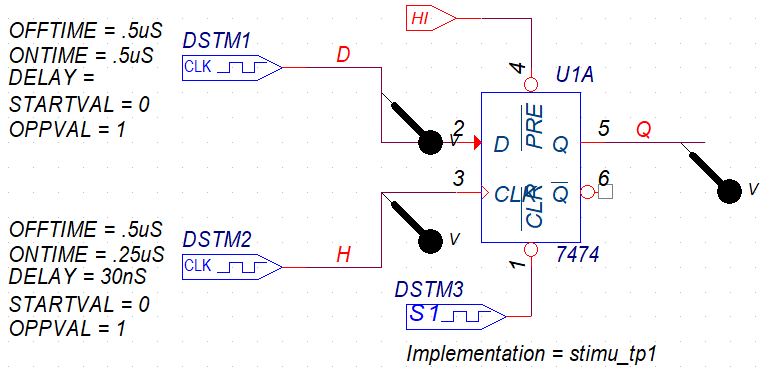 OFFTIME = .5uS
ONTIME = .5uS
DELAY =
STARTVAL = 0
OPPVAL = 1
DSTM1
CLK
D
HI
4
U1A
2
V
D
PRE
Q
5
Q
V
3
CLK
CLR
Q
6
V
1
7474
OFFTIME = .5uS
ONTIME = .25uS
DELAY = 30nS
STARTVAL = 0
OPPVAL = 1
DSTM2
CLK
H
DSTM3
S1
Implementation = stimu_tp1